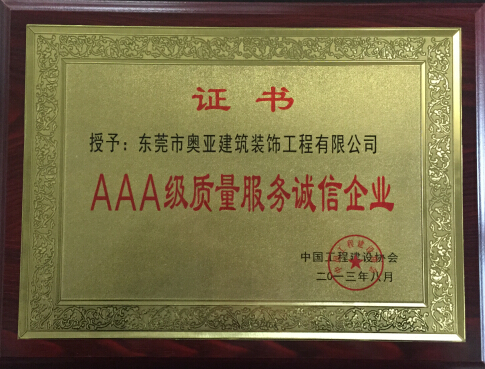 证书
授予：东莞市奥亚建筑装饰工程有限公司
AAA级质量服务诚信企业
中国工程建设协会
二0一三年八月